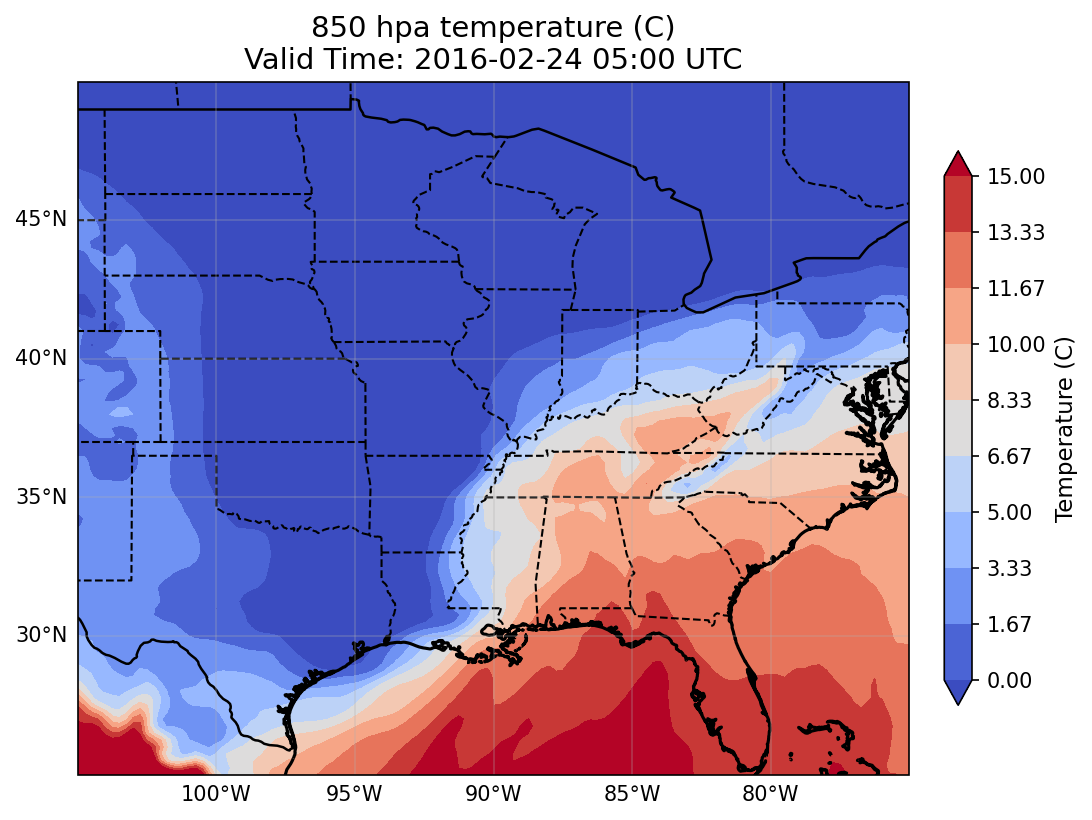 850 hpa temperature (C)
Valid Time: 2016-02-24 05:00 UTC
45°N
40°N
35°N
30°N
100°W
95°W
90°W
85°W
80°W
15.00
13.33
11.67
10.00
8.33
6.67
5.00
3.33
1.67
0.00
Temperature (C)